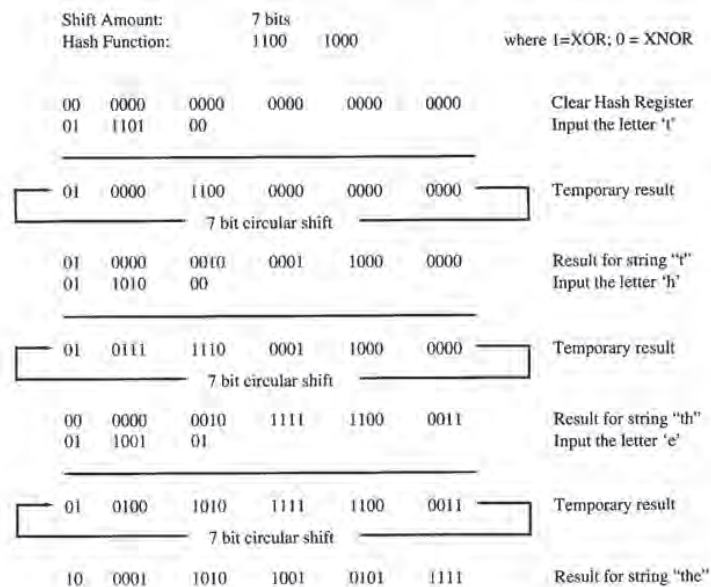 Shift Amount: 7 bits
Hash Function: 1100 1000 where 1=XOR; 0 = XNOR
00 0000 0000 0000 0000 0000 Clear Hash Register
01 1101 00 Input the letter 't'
01 0000 1100 0000 0000 0000 Temporary result
7 bit circular shift
01 0000 0010 0001 1000 0000 Result for string "t"
01 1010 00 Input the letter 'h'
01 0111 1110 0001 1000 0000 Temporary result
7 bit circular shift
00 0000 0010 1111 1100 0011 Result for string "th"
01 1001 01 Input the letter 'e'
01 0100 1010 1111 1100 0011 Temporary result
7 bit circular shift
10 0001 1010 1001 0101 1111 Result for string "the"